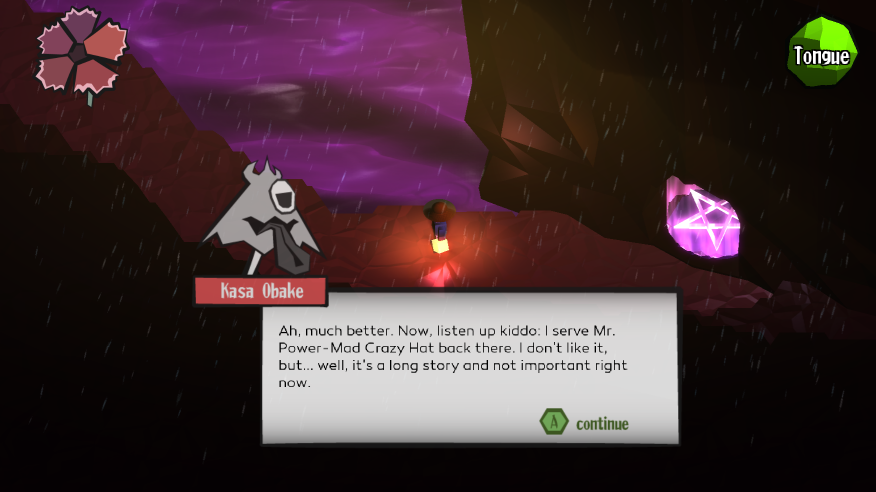 Tongue
Kasa Obake
Ah, much better. Now, listen up kiddo: I serve Mr.
Power-Mad Crazy Hat back there. I don't like it,
but... well, it's a long story and not important right
now.
A continue